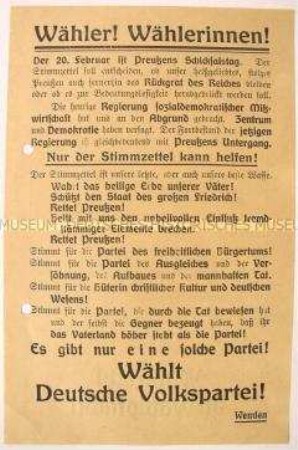 Wähler! Wählerinnen!
Der 20. Februar ist Preußens Schicksalstag. Der
Stimmzettel soll entscheiden, ob unser heißgeliebtes, stolzes
Preußen auch fernerhin das Rückgrat des Reiches bleiben
oder ob es zur Bedeutungslosigkeit herabgedrückt werden soll.
Die heutige Regierung sozialdemokratischer Miß-
wirtschaft hat uns an den Abgrund gebracht. Zentrum
und Demokratie haben versagt. Der Fortbestand der jetzigen
Regierung ist gleichbedeutend mit Preußens Untergang.
Nur der Stimmzettel kann helfen!
Der Stimmzettel ist unsere letzte, aber auch unsere beste Waffe.
Wahrt das heilige Erbe unserer Väter!
Schützt den Staat des großen Friedrich!
Rettet Preußen!
Helft mit uns den unheilvollen Einfluß fremd-
stämmiger Elemente brechen.
Rettet Preußen!
Stimmt für die Partei des freiheitlichen Bürgertums!
Stimmt für die Partei des Ausgleiches und der Ver-
söhnung, des Aufbaues und der mannhaften Tat.
Stimmt für die Hüterin christlicher Kultur und deutschen
Wesens!
Stimmt für die Partei, die durch die Tat bewiesen hat
und der selbst die Gegner bezeugt haben, daß ihr
das Vaterland höher steht als die Partei!
Es gibt nur eine solche Partei!
Wählt
Deutsche Volkspartei!
Wenden